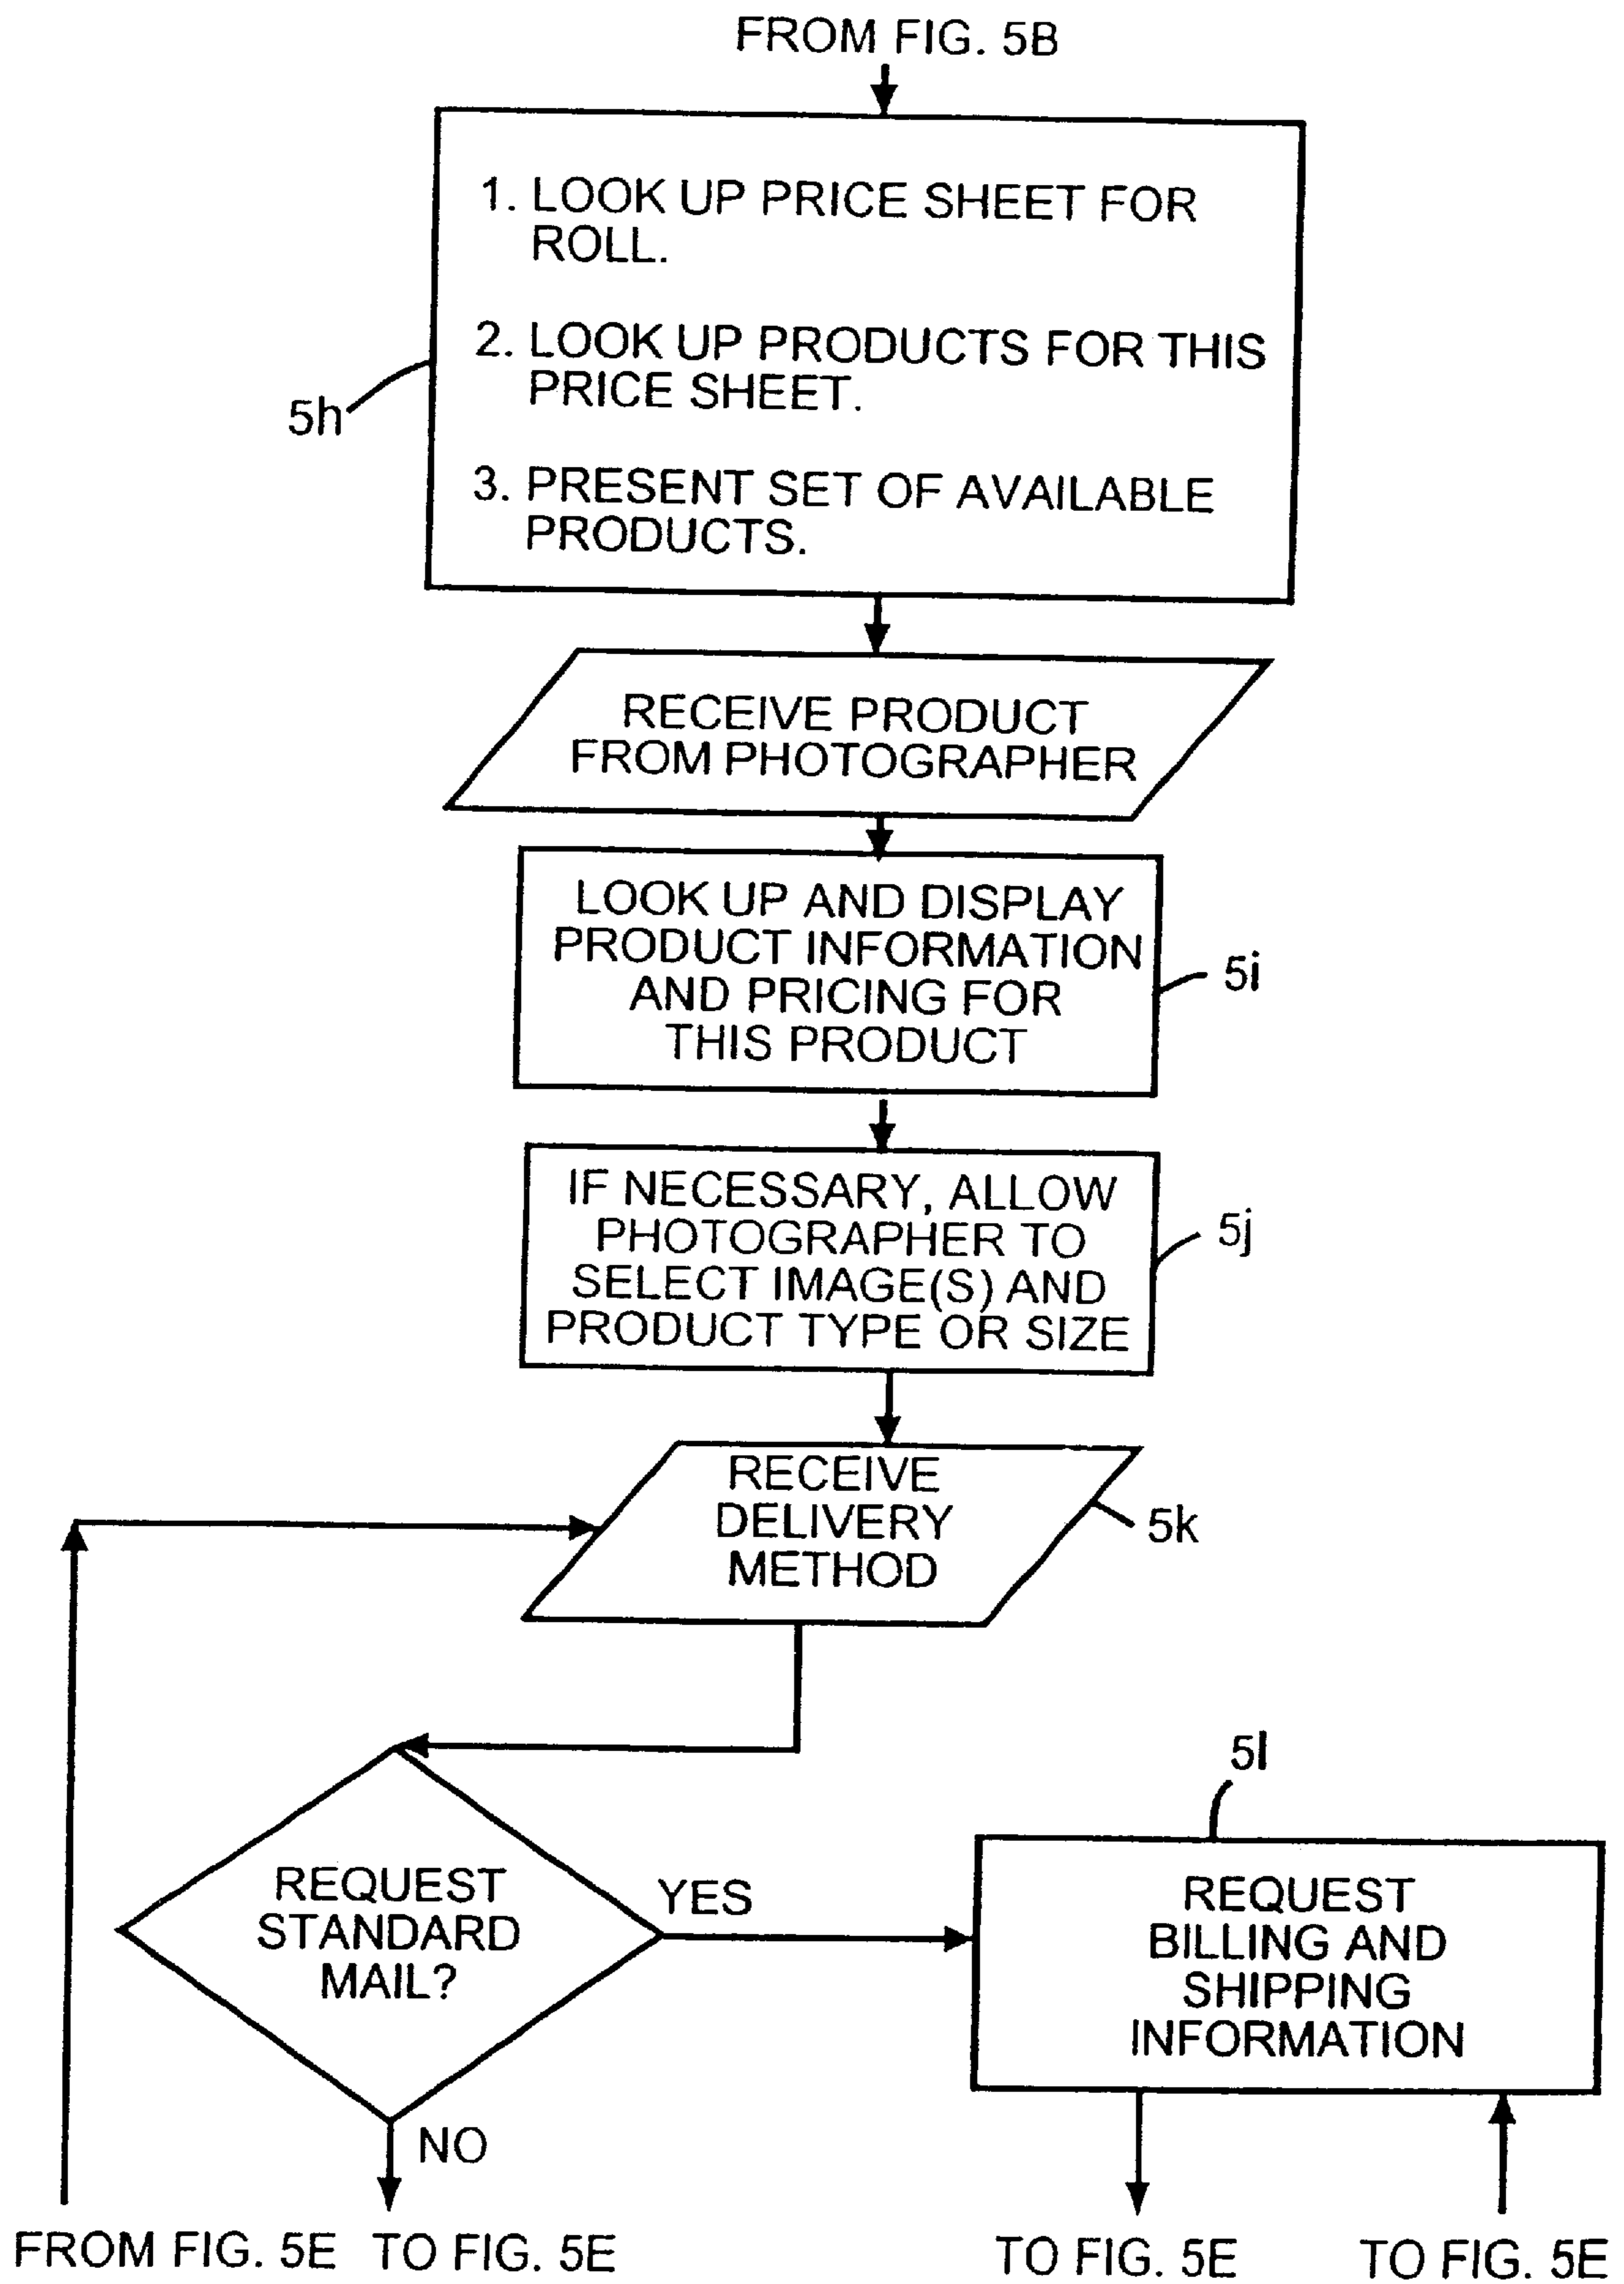 FROM FIG. 5B
1. LOOK UP PRICE SHEET FOR
ROLL.
2. LOOK UP PRODUCTS FOR THIS
PRICE SHEET.
5h
3. PRESENT SET OF AVAILABLE
PRODUCTS.
RECEIVE PRODUCT
FROM PHOTOGRAPHER
LOOK UP AND DISPLAY
PRODUCT INFORMATION
AND PRICING FOR
THIS PRODUCT
5i
IF NECESSARY, ALLOW
PHOTOGRAPHER TO
SELECT IMAGE(S) AND
PRODUCT TYPE OR SIZE
5j
RECEIVE
DELIVERY
METHOD
5k
REQUEST
STANDARD
MAIL?
YES
NO
5l
REQUEST
BILLING AND
SHIPPING
INFORMATION
FROM FIG. 5E
TO FIG. 5E
TO FIG. 5E
TO FIG. 5E